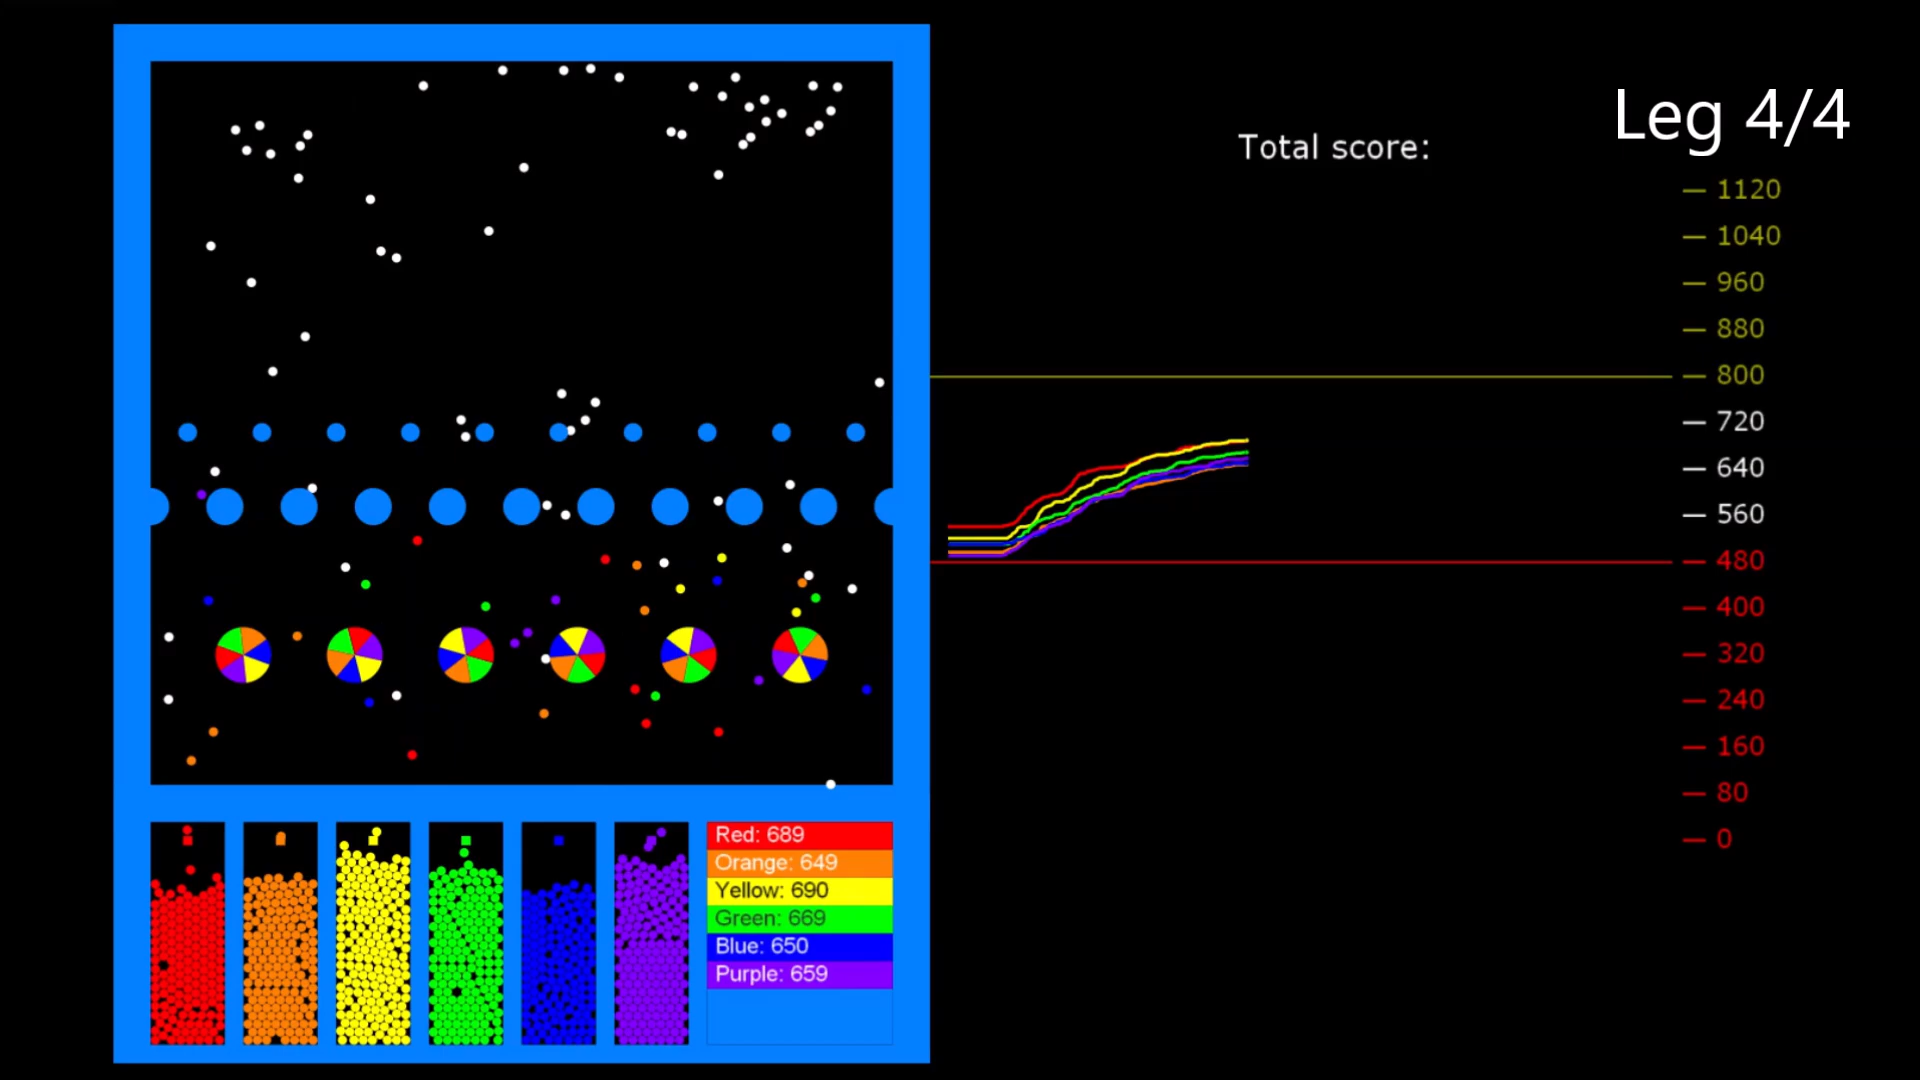 Leg 4/4
Total score:
1120
1040
960
880
800
720
640
560
480
400
320
240
160
80
0
Red: 689
Orange: 649
Yellow: 690
Green: 669
Blue: 650
Purple: 659